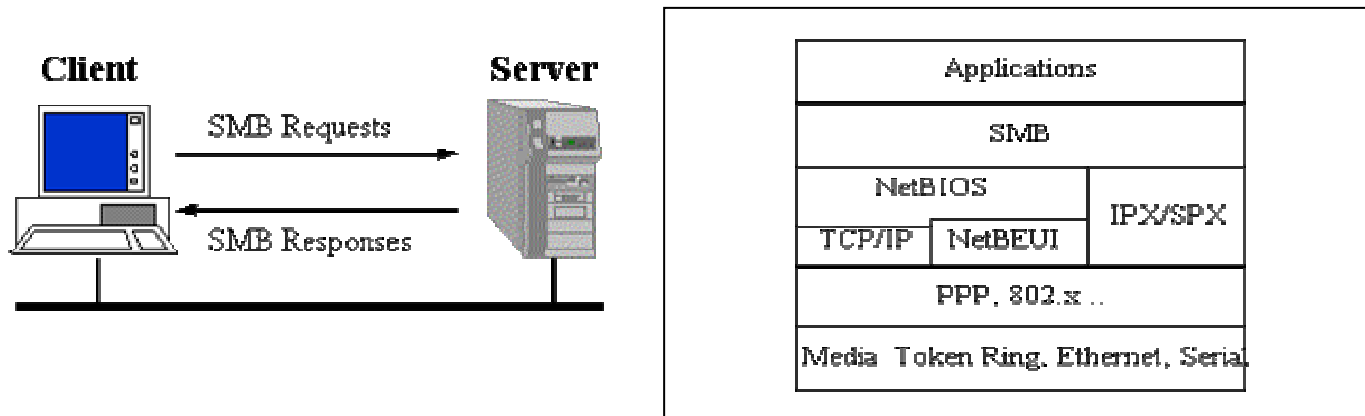 Client
Server
SMB Requests
SMB Responses
Applications
SMB
NetBIOS
IPX/SPX
TCP/IP
NetBEUI
PPP, 802.x ..
Media Token Ring, Ethernet, Serial,